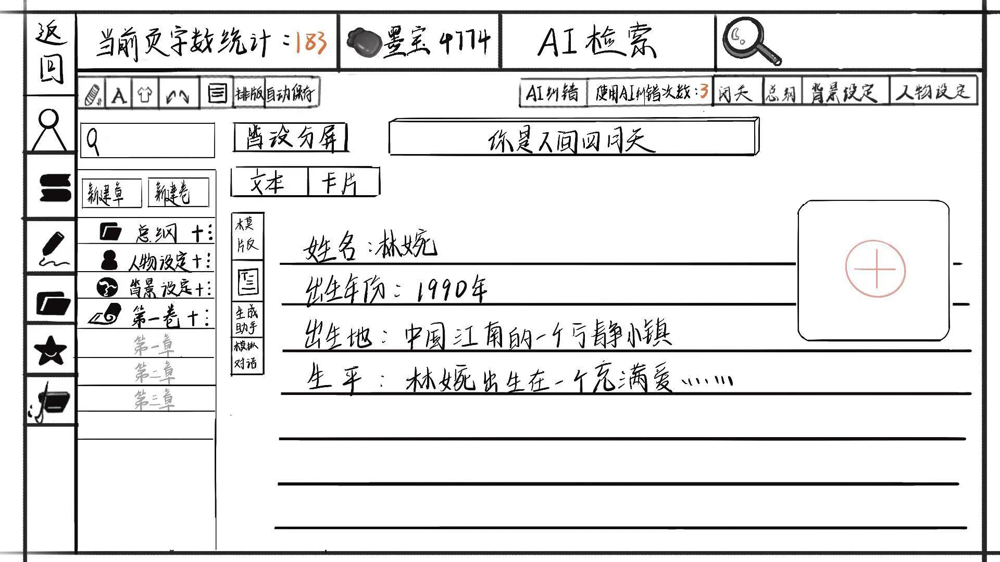 返回
当前页字数统计：183
墨宝 4774
AI 检索
A
排版
自动保存
AI纠错
使用AI纠错次数：3
闭关
总纲
背景设定
人物设定
背设分屏
你是人间四月天
新建章
新建卷
文本
卡片
总纲
人物设定
背景设定
第一卷
第一章
第二章
第三章
模版
生成助手
模拟对话
姓名：林婉
出生年份：1990年
出生地：中国江南的一个宁静小镇
生平：林婉出生在一个充满爱……